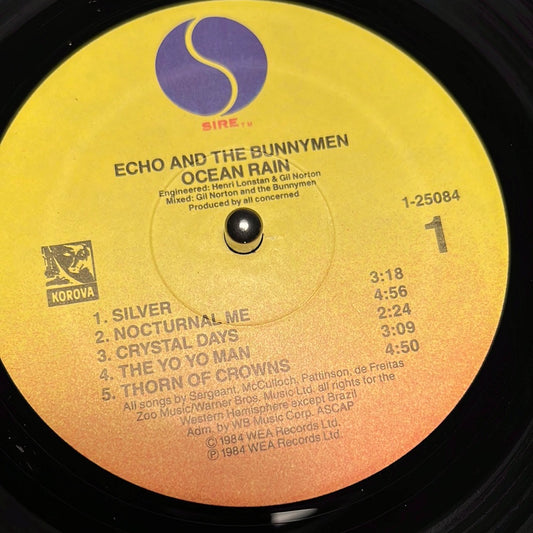 SIRE TM
ECHO AND THE BUNNYMEN
OCEAN RAIN
Engineered: Henri Lonstan & Gil Norton
Mixed: Gil Norton and the Bunnymen
Produced by all concerned
1-25084
1
KOROVA
1. SILVER 3:18
2. NOCTURNAL ME 4:56
3. CRYSTAL DAYS 2:24
4. THE YO YO MAN 3:09
5. THORN OF CROWNS 4:50
All songs by Sergeant, McCulloch, Pattinson, de Freitas
Zoo Music/Warner Bros. Music Ltd. all rights for the
Western Hemisphere except Brazil
Adm. by WB Music Corp. ASCAP
© 1984 WEA Records Ltd.
℗ 1984 WEA Records Ltd.